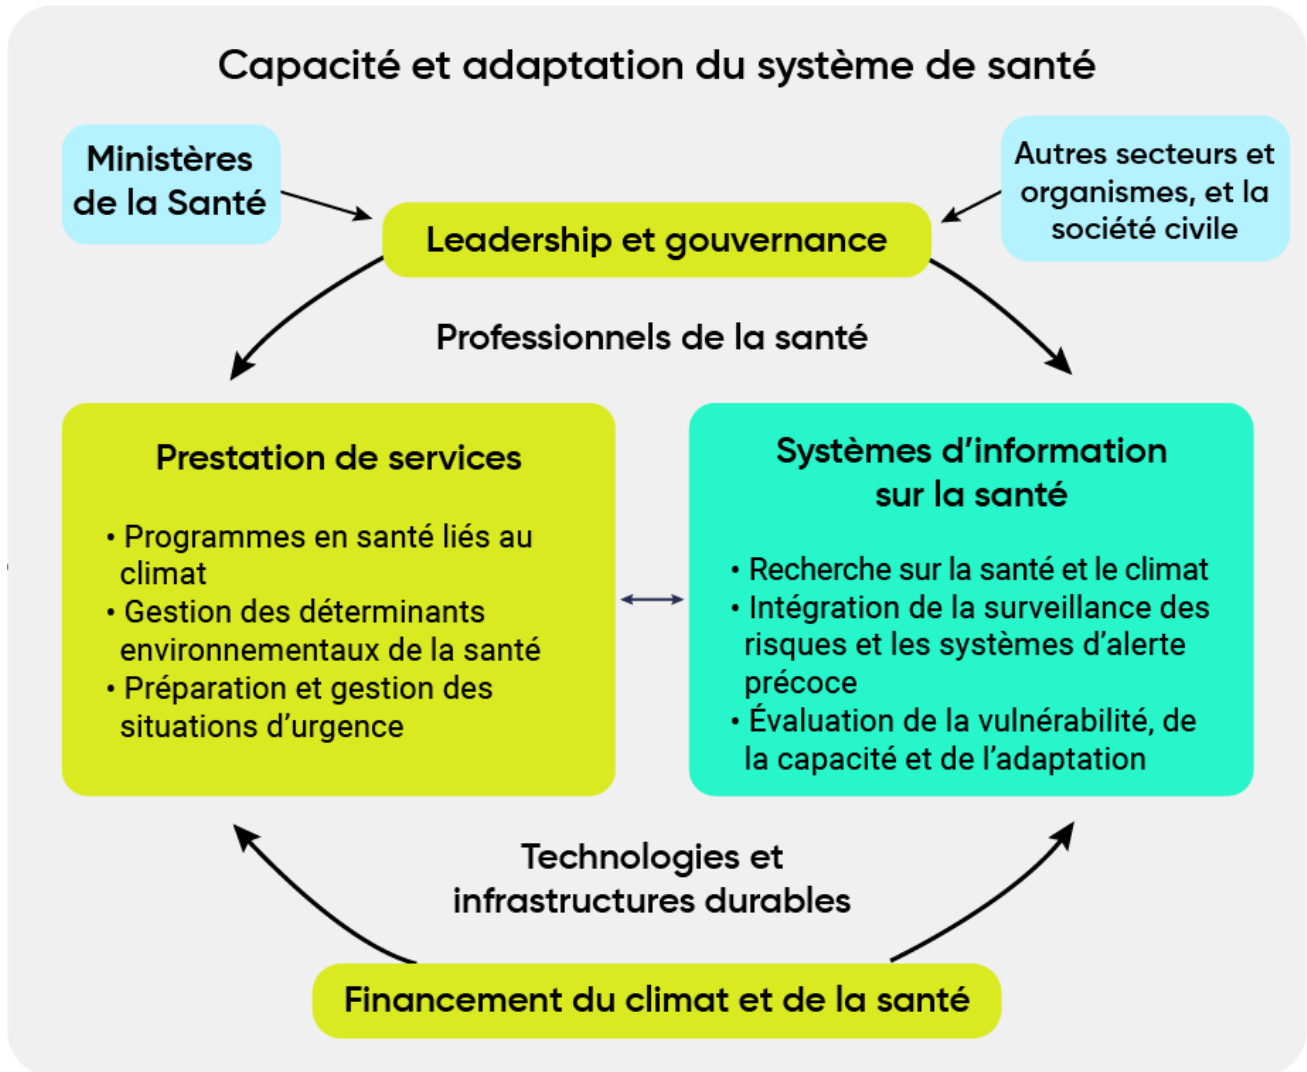 Capacité et adaptation du système de santé
Ministères
de la Santé
Autres secteurs et
organismes, et la
société civile
Leadership et gouvernance
Professionnels de la santé
Prestation de services
• Programmes en santé liés au
climat
• Gestion des déterminants
environnementaux de la santé
• Préparation et gestion des
situations d’urgence
Systèmes d’information
sur la santé
• Recherche sur la santé et le climat
• Intégration de la surveillance des
risques et les systèmes d’alerte
précoce
• Évaluation de la vulnérabilité, de
la capacité et de l’adaptation
Technologies et
infrastructures durables
Financement du climat et de la santé